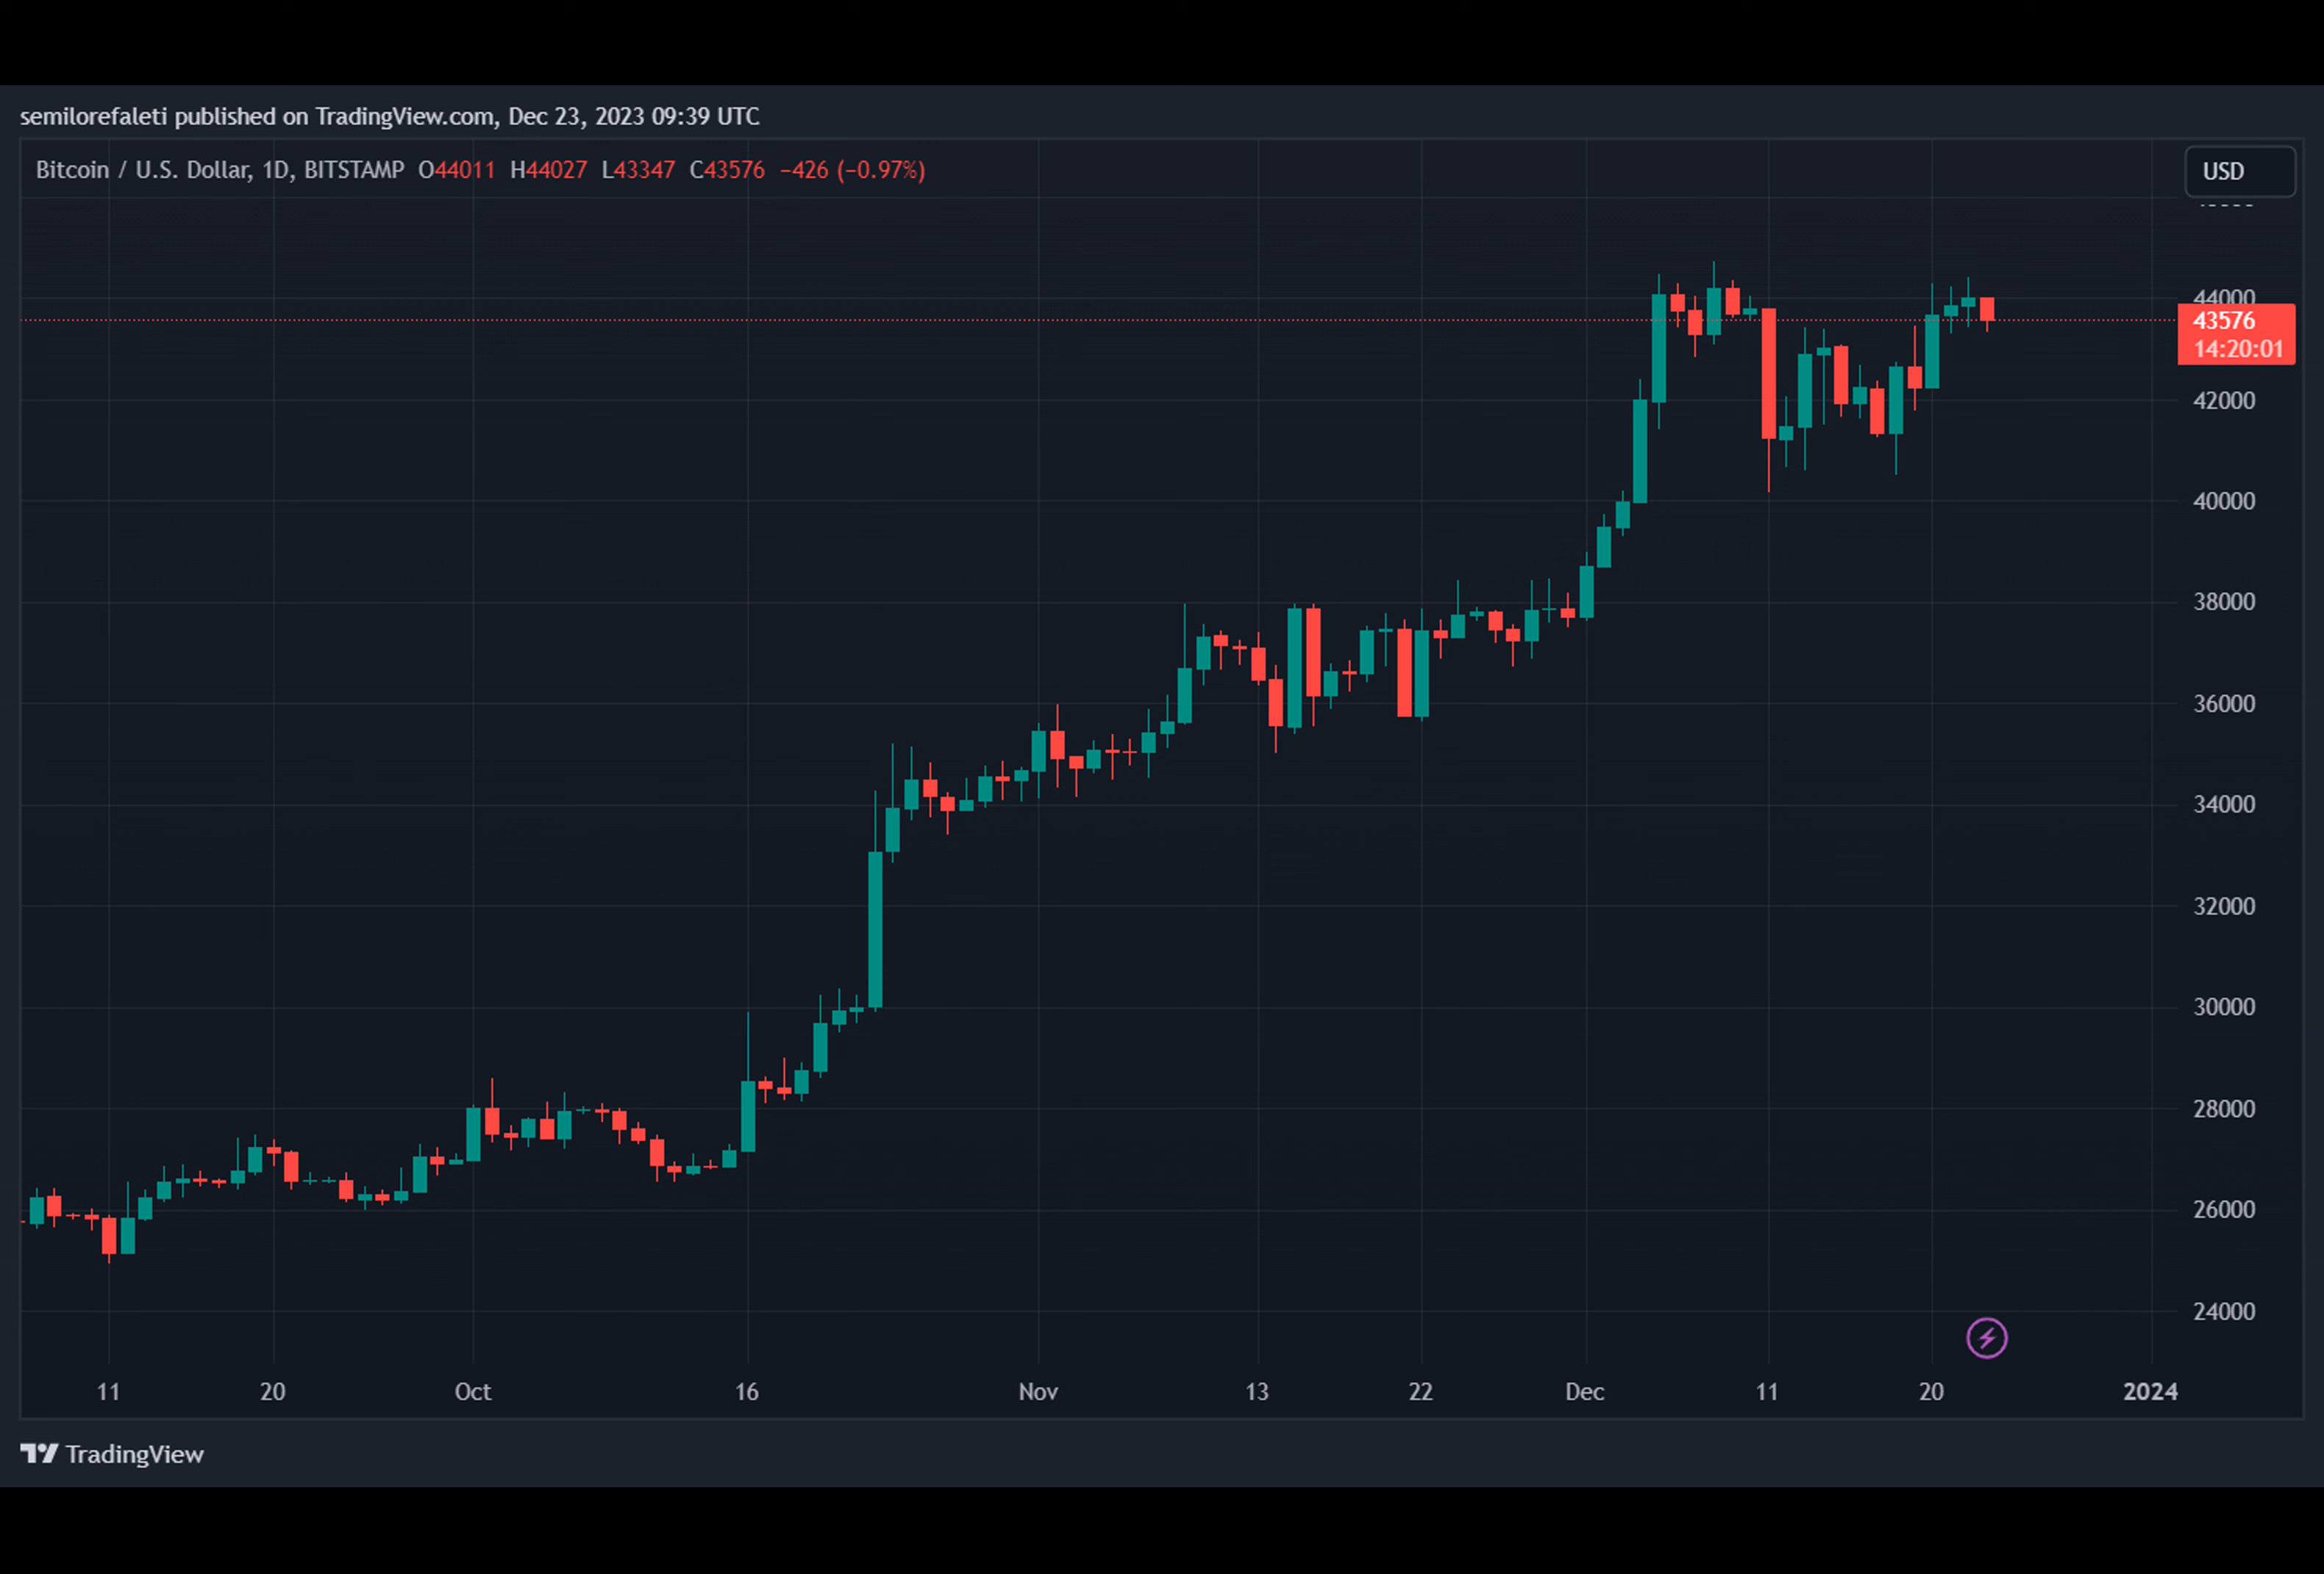 semilorefaleti published on TradingView.com, Dec 23, 2023 09:39 UTC
Bitcoin / U.S. Dollar, 1D, BITSTAMP O44011 H44027 L43347 C43576 −426 (−0.97%)
USD
44000
43576
14:20:01
42000
40000
38000
36000
34000
32000
30000
28000
26000
24000
11 20 Oct 16 Nov 13 22 Dec 11 20 2024
TradingView